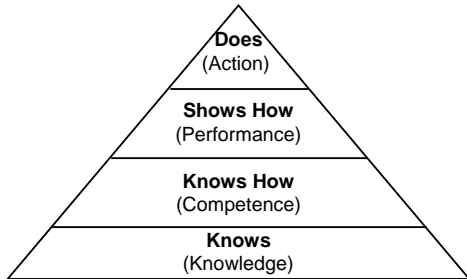 Does
(Action)
Shows How
(Performance)
Knows How
(Competence)
Knows
(Knowledge)